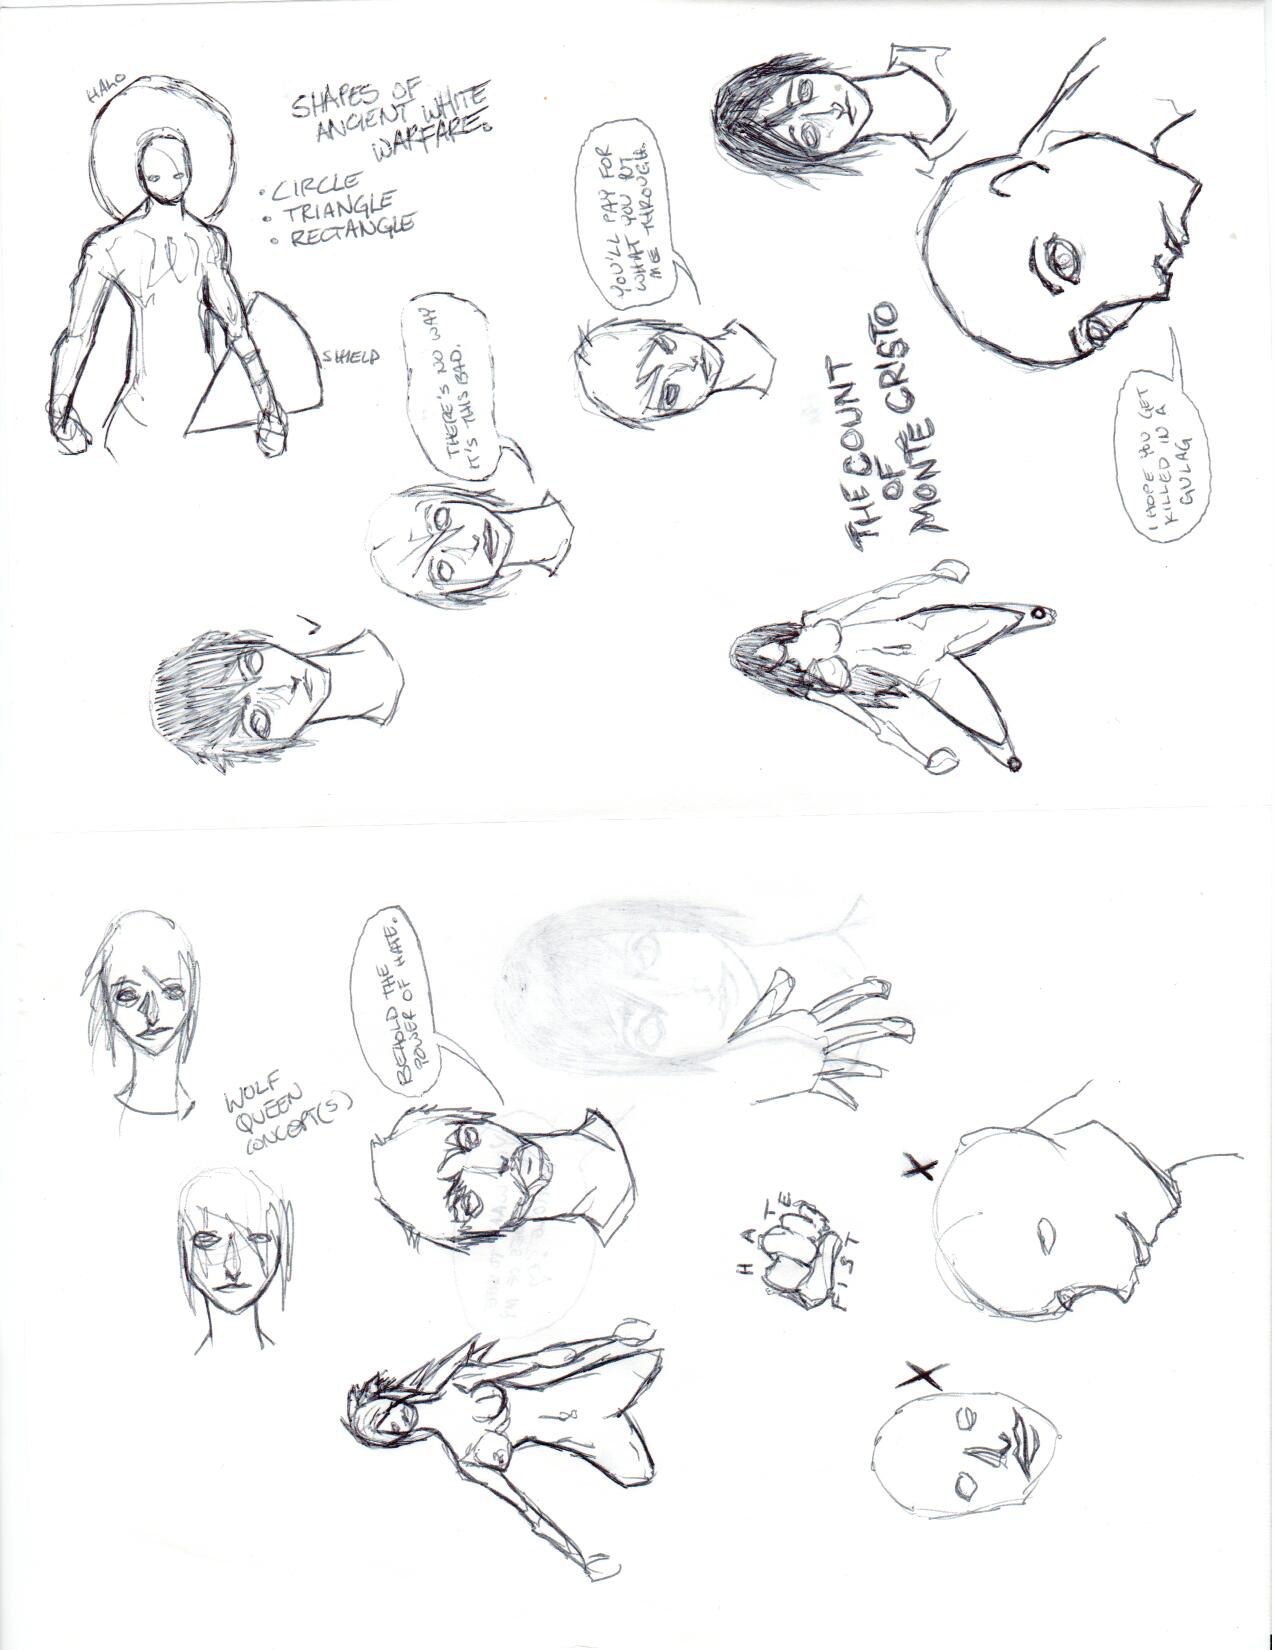 HALO
SHAPES OF
ANCIENT WHITE
WARFARE.
• CIRCLE
• TRIANGLE
• RECTANGLE
SHIELD
THERE'S NO WAY
IT'S THIS BAD.
YOU'LL PAY FOR
WHAT YOU PUT
ME THROUGH.
THE COUNT
OF
MONTE CRISTO
I HOPE YOU GET
KILLED IN A
GULAG
WOLF
QUEEN
CONCEPT(S)
BEHOLD THE
POWER OF HATE.
HATE
FIST
X
X